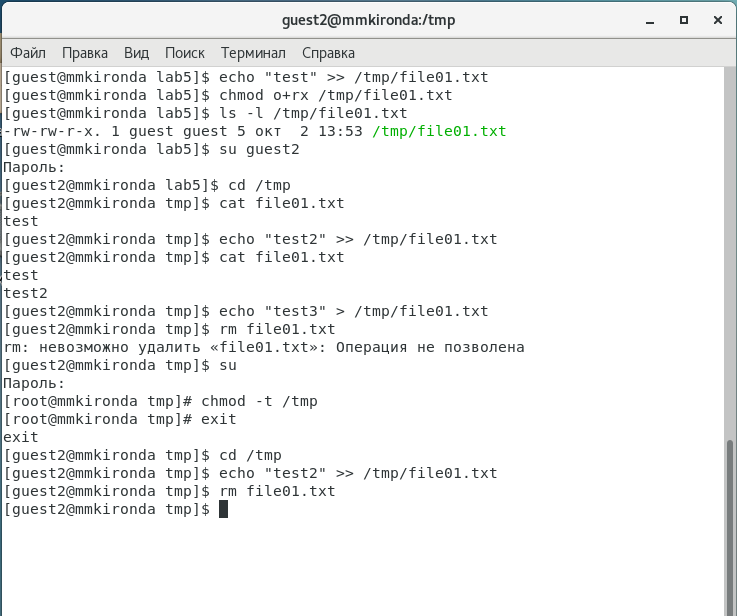 guest2@mmkironda:/tmp
Файл Правка Вид Поиск Терминал Справка
[guest@mmkironda lab5]$ echo "test" >> /tmp/file01.txt
[guest@mmkironda lab5]$ chmod o+rx /tmp/file01.txt
[guest@mmkironda lab5]$ ls -l /tmp/file01.txt
-rw-rw-r-x. 1 guest guest 5 окт  2 13:53 /tmp/file01.txt
[guest@mmkironda lab5]$ su guest2
Пароль:
[guest2@mmkironda lab5]$ cd /tmp
[guest2@mmkironda tmp]$ cat file01.txt
test
[guest2@mmkironda tmp]$ echo "test2" >> /tmp/file01.txt
[guest2@mmkironda tmp]$ cat file01.txt
test
test2
[guest2@mmkironda tmp]$ echo "test3" > /tmp/file01.txt
[guest2@mmkironda tmp]$ rm file01.txt
rm: невозможно удалить «file01.txt»: Операция не позволена
[guest2@mmkironda tmp]$ su
Пароль:
[root@mmkironda tmp]# chmod -t /tmp
[root@mmkironda tmp]# exit
exit
[guest2@mmkironda tmp]$ cd /tmp
[guest2@mmkironda tmp]$ echo "test2" >> /tmp/file01.txt
[guest2@mmkironda tmp]$ rm file01.txt
[guest2@mmkironda tmp]$